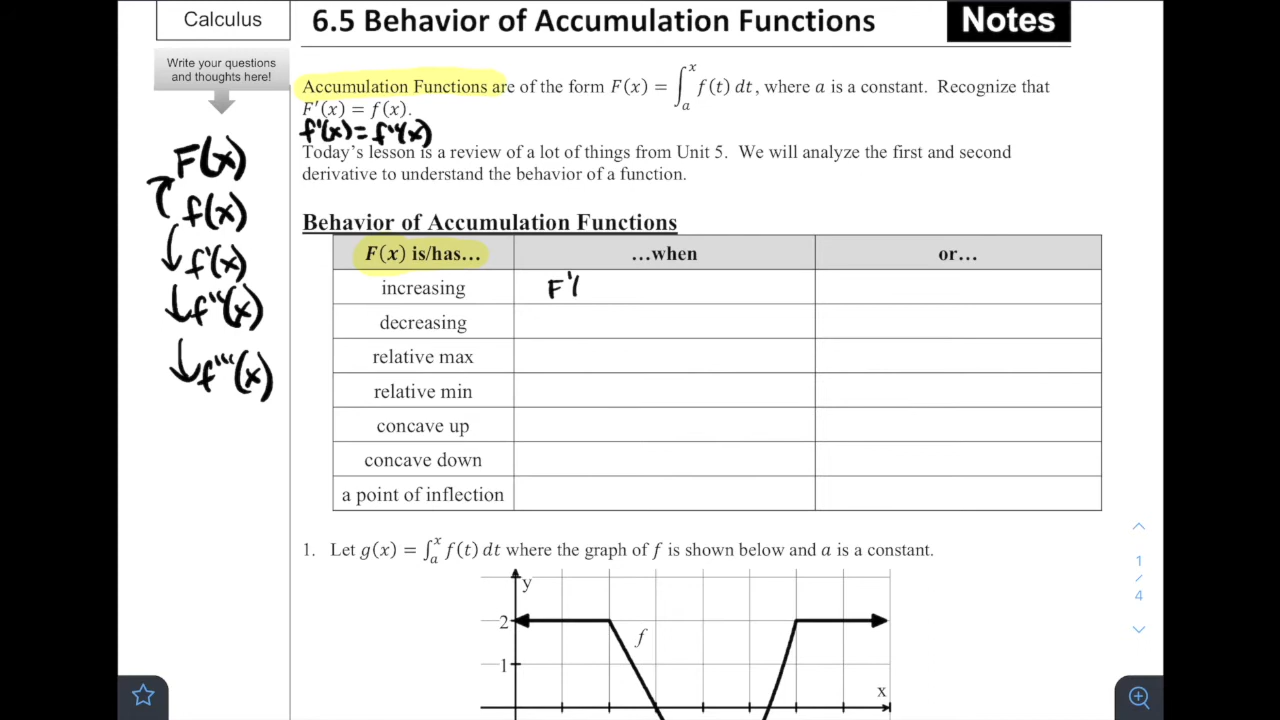 Calculus
6.5 Behavior of Accumulation Functions
Notes
Write your questions
and thoughts here!
Accumulation Functions are of the form F(x) = ∫ₐˣ f(t) dt, where a is a constant. Recognize that
F′(x) = f(x).
f'(x) = f''(x)
Today's lesson is a review of a lot of things from Unit 5. We will analyze the first and second
derivative to understand the behavior of a function.
F(x)
f(x)
f'(x)
f''(x)
f'''(x)
Behavior of Accumulation Functions
F(x) is/has… …when or…
increasing F'(
decreasing
relative max
relative min
concave up
concave down
a point of inflection
1. Let g(x) = ∫ₐˣ f(t) dt where the graph of f is shown below and a is a constant.
y
2
f
1
x
1
/
4